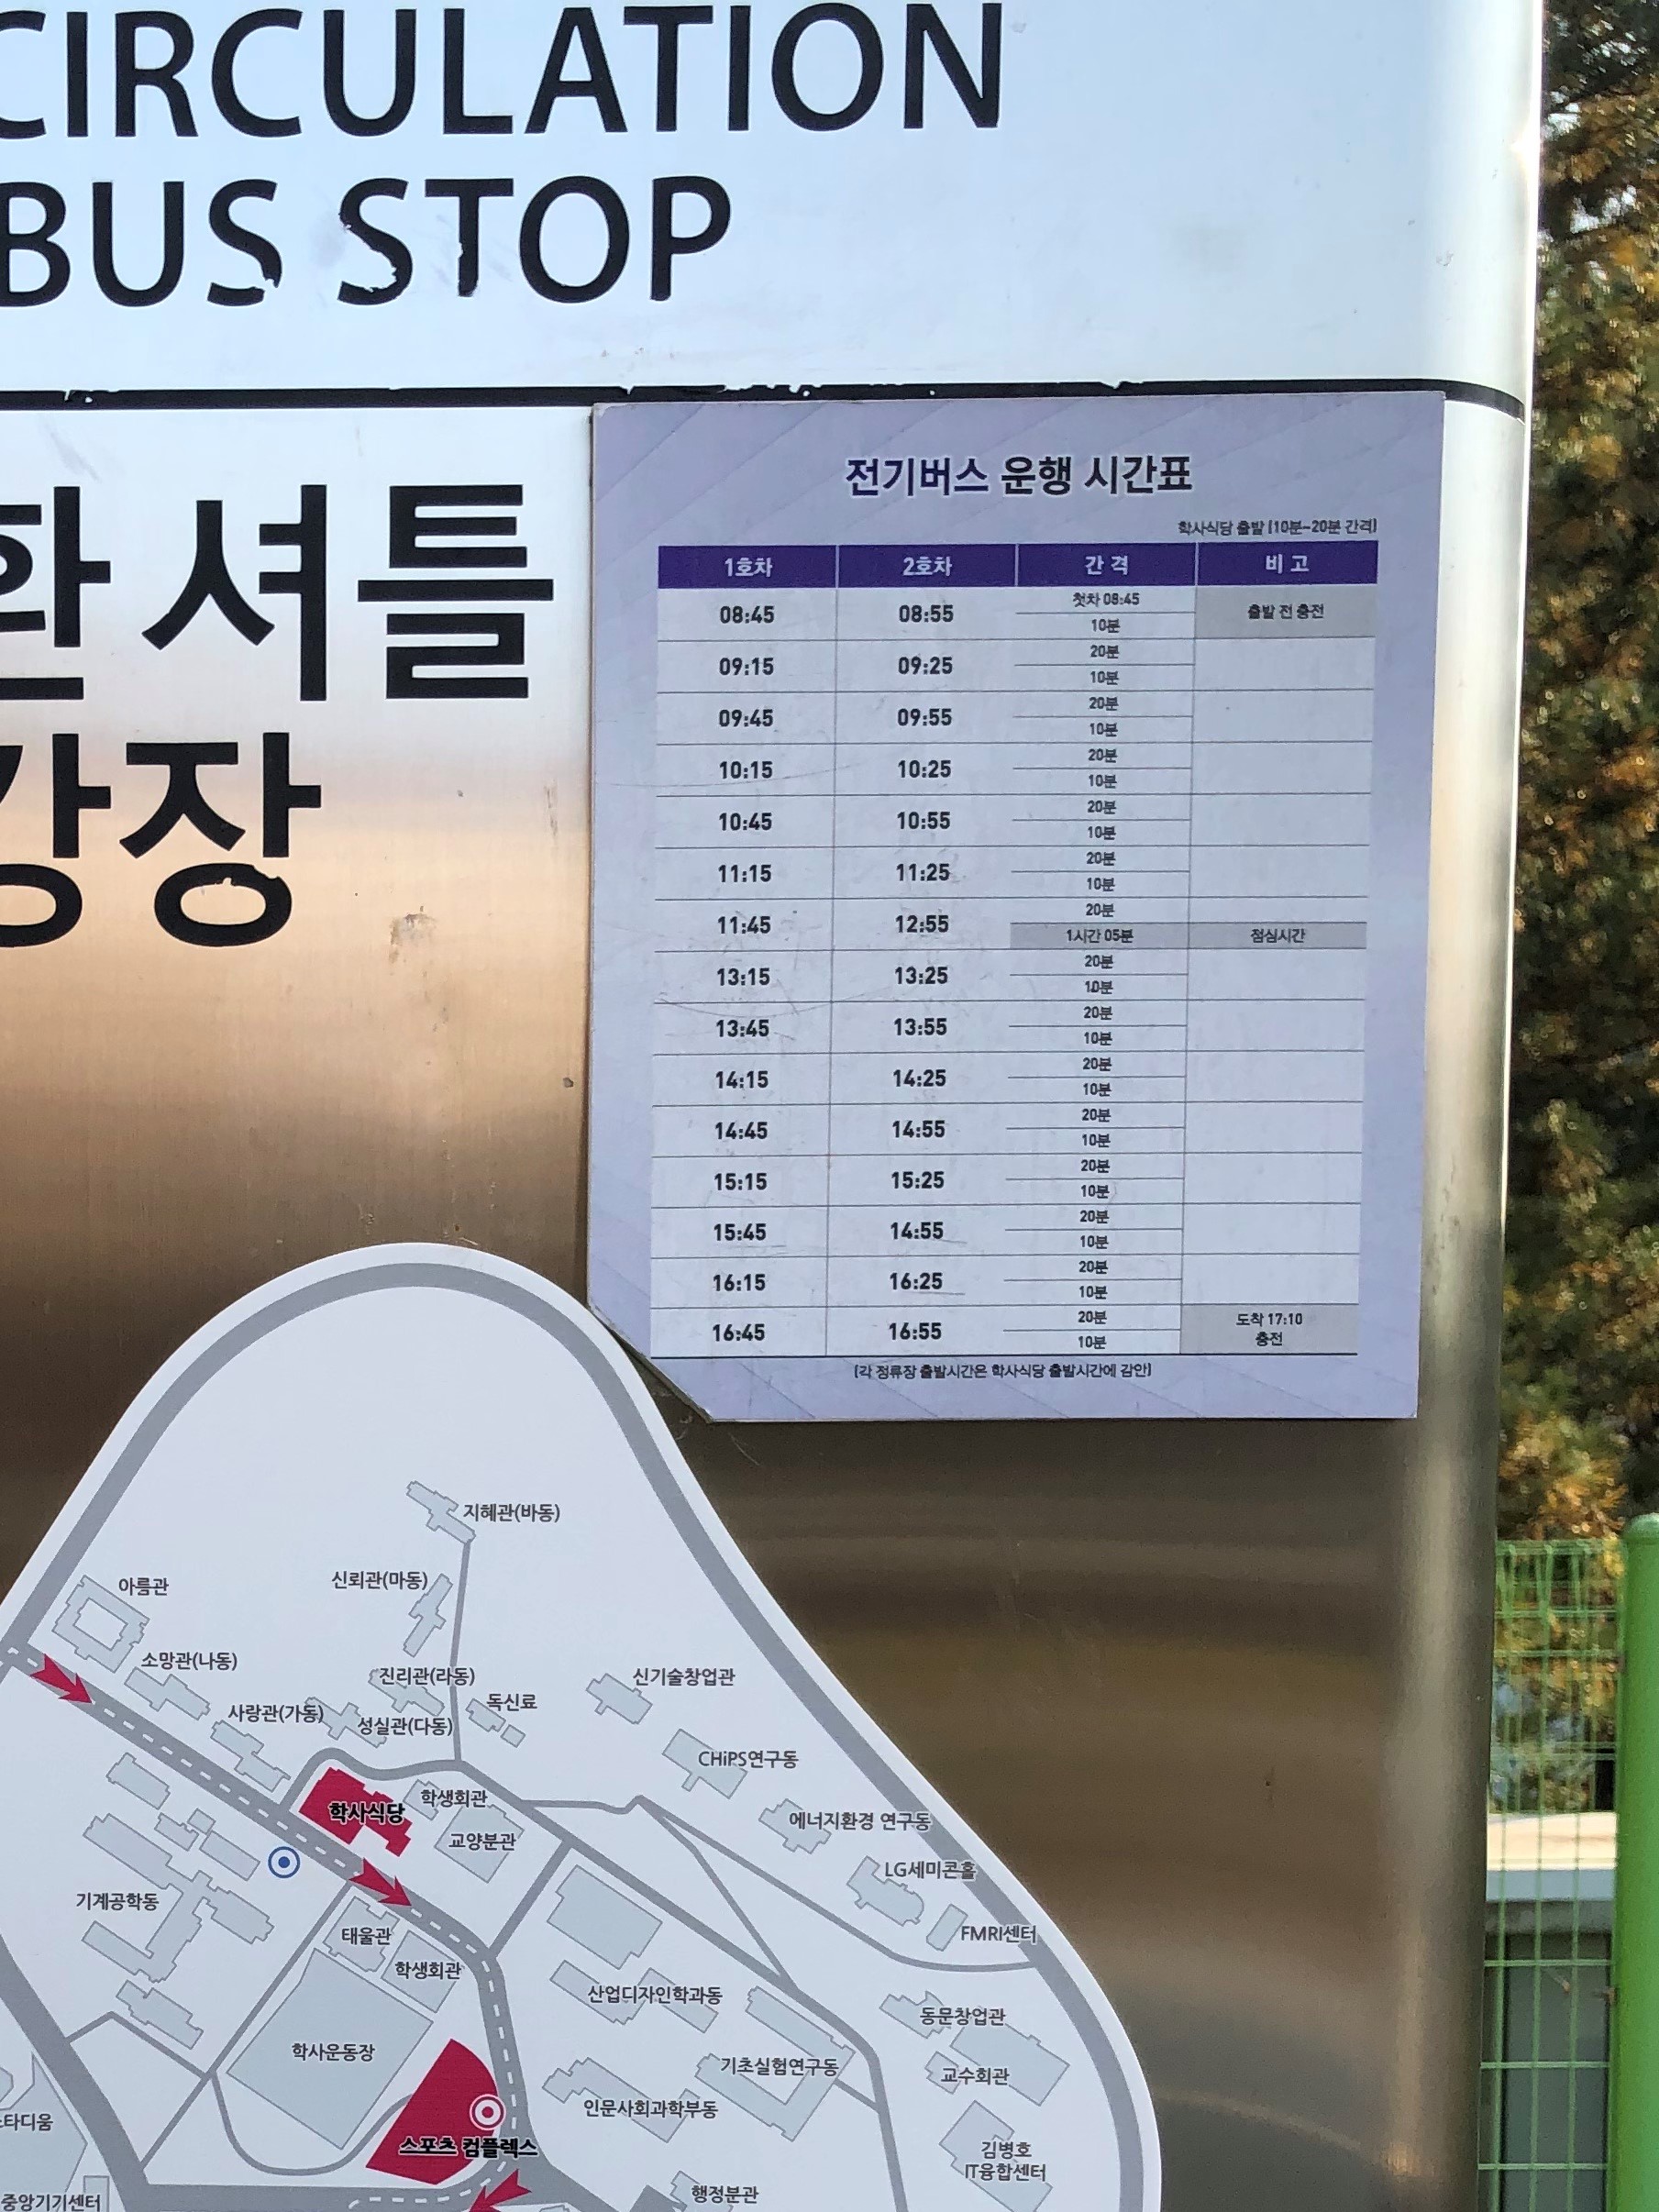 CIRCULATION
BUS STOP
환 셔틀
강장
전기버스 운행 시간표
학사식당 출발 (10분~20분 간격)
1호차 2호차 간 격 비 고
08:45 08:55 첫차 08:45 출발 전 충전
10분
09:15 09:25 20분
10분
09:45 09:55 20분
10분
10:15 10:25 20분
10분
10:45 10:55 20분
10분
11:15 11:25 20분
10분
11:45 12:55 20분
1시간 05분 점심시간
13:15 13:25 20분
10분
13:45 13:55 20분
10분
14:15 14:25 20분
10분
14:45 14:55 20분
10분
15:15 15:25 20분
10분
15:45 14:55 20분
10분
16:15 16:25 20분
10분
16:45 16:55 20분 도착 17:10
10분 충전
(각 정류장 출발시간은 학사식당 출발시간에 감안)
지혜관(바동)
아름관
신뢰관(마동)
소망관(나동)
진리관(라동)
신기술창업관
사랑관(가동)
성실관(다동)
독신료
CHiPS연구동
학사식당
학생회관
교양분관
에너지환경 연구동
LG세미콘홀
기계공학동
태울관
FMRI센터
학생회관
산업디자인학과동
동문창업관
학사운동장
기초실험연구동
교수회관
스타디움
인문사회과학부동
스포츠 컴플렉스
김병호
IT융합센터
중앙기기센터
행정분관